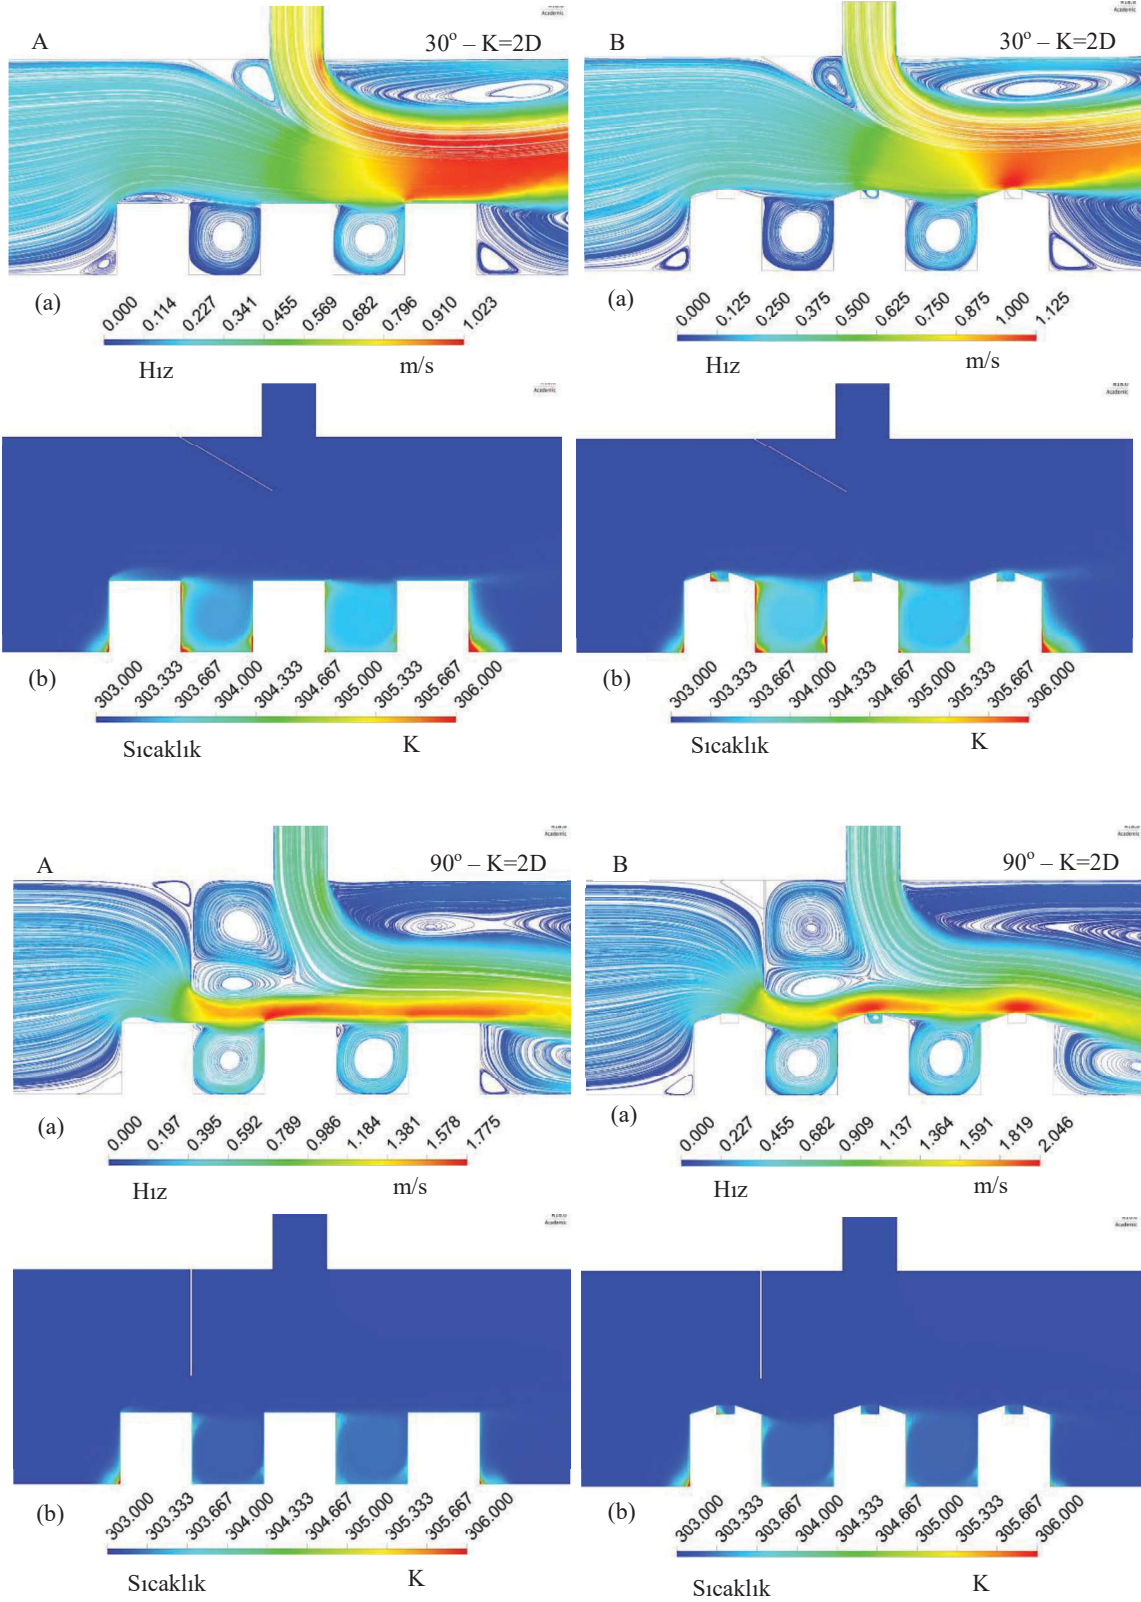 A
30° – K=2D
Academic
B
30° – K=2D
Academic
(a)
0.000 0.114 0.227 0.341 0.455 0.569 0.682 0.796 0.910 1.023
Hız m/s
(a)
0.000 0.125 0.250 0.375 0.500 0.625 0.750 0.875 1.000 1.125
Hız m/s
Academic
Academic
(b)
303.000 303.333 303.667 304.000 304.333 304.667 305.000 305.333 305.667 306.000
Sıcaklık K
(b)
303.000 303.333 303.667 304.000 304.333 304.667 305.000 305.333 305.667 306.000
Sıcaklık K
A
90° – K=2D
Academic
B
90° – K=2D
Academic
(a)
0.000 0.197 0.395 0.592 0.789 0.986 1.184 1.381 1.578 1.775
Hız m/s
(a)
0.000 0.227 0.455 0.682 0.909 1.137 1.364 1.591 1.819 2.046
Hız m/s
Academic
Academic
(b)
303.000 303.333 303.667 304.000 304.333 304.667 305.000 305.333 305.667 306.000
Sıcaklık K
(b)
303.000 303.333 303.667 304.000 304.333 304.667 305.000 305.333 305.667 306.000
Sıcaklık K